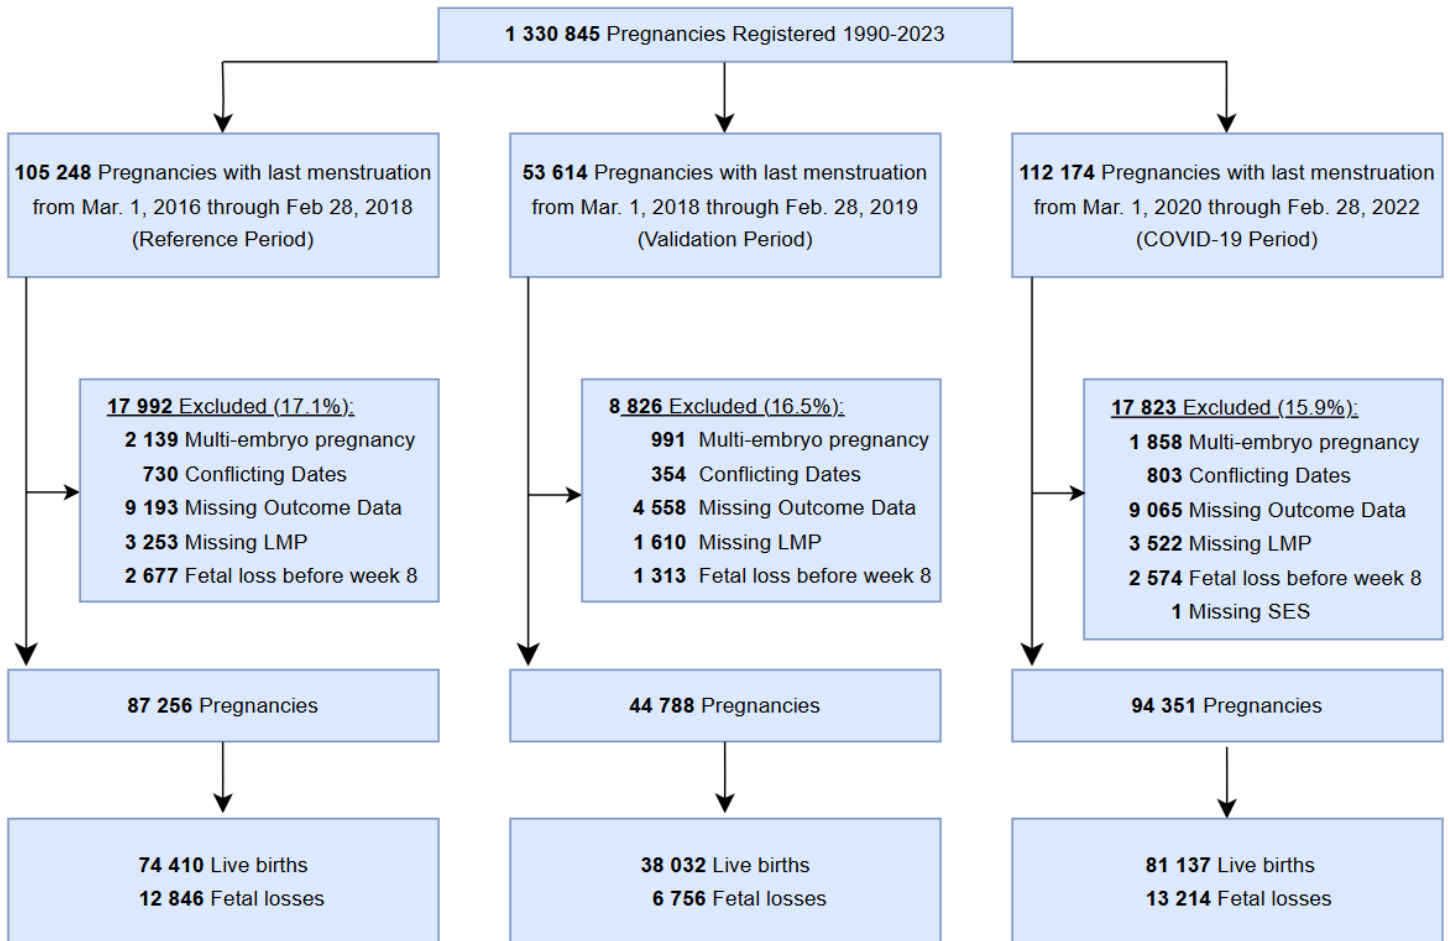 1 330 845 Pregnancies Registered 1990-2023
105 248 Pregnancies with last menstruation
from Mar. 1, 2016 through Feb 28, 2018
(Reference Period)
53 614 Pregnancies with last menstruation
from Mar. 1, 2018 through Feb. 28, 2019
(Validation Period)
112 174 Pregnancies with last menstruation
from Mar. 1, 2020 through Feb. 28, 2022
(COVID-19 Period)
17 992 Excluded (17.1%):
2 139 Multi-embryo pregnancy
730 Conflicting Dates
9 193 Missing Outcome Data
3 253 Missing LMP
2 677 Fetal loss before week 8
8 826 Excluded (16.5%):
991 Multi-embryo pregnancy
354 Conflicting Dates
4 558 Missing Outcome Data
1 610 Missing LMP
1 313 Fetal loss before week 8
17 823 Excluded (15.9%):
1 858 Multi-embryo pregnancy
803 Conflicting Dates
9 065 Missing Outcome Data
3 522 Missing LMP
2 574 Fetal loss before week 8
1 Missing SES
87 256 Pregnancies
44 788 Pregnancies
94 351 Pregnancies
74 410 Live births
12 846 Fetal losses
38 032 Live births
6 756 Fetal losses
81 137 Live births
13 214 Fetal losses